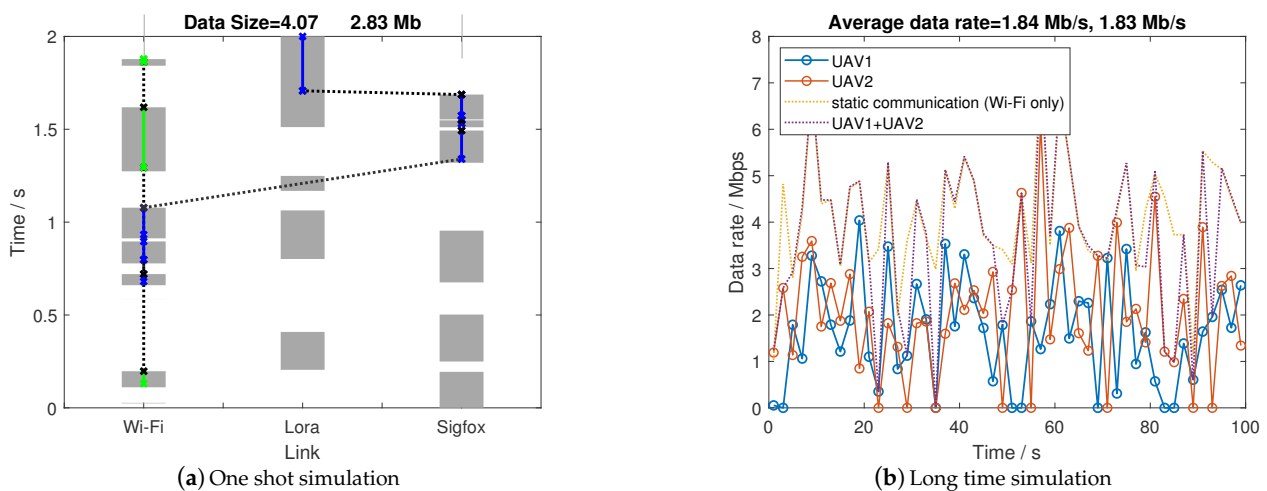 Data Size=4.07 2.83 Mb
2
1.5
1
0.5
0
Time / s
Wi-Fi Lora Sigfox
Link
(a) One shot simulation
Average data rate=1.84 Mb/s, 1.83 Mb/s
8
7
6
5
4
3
2
1
0
Data rate / Mbps
UAV1
UAV2
static communication (Wi-Fi only)
UAV1+UAV2
0 20 40 60 80 100
Time / s
(b) Long time simulation